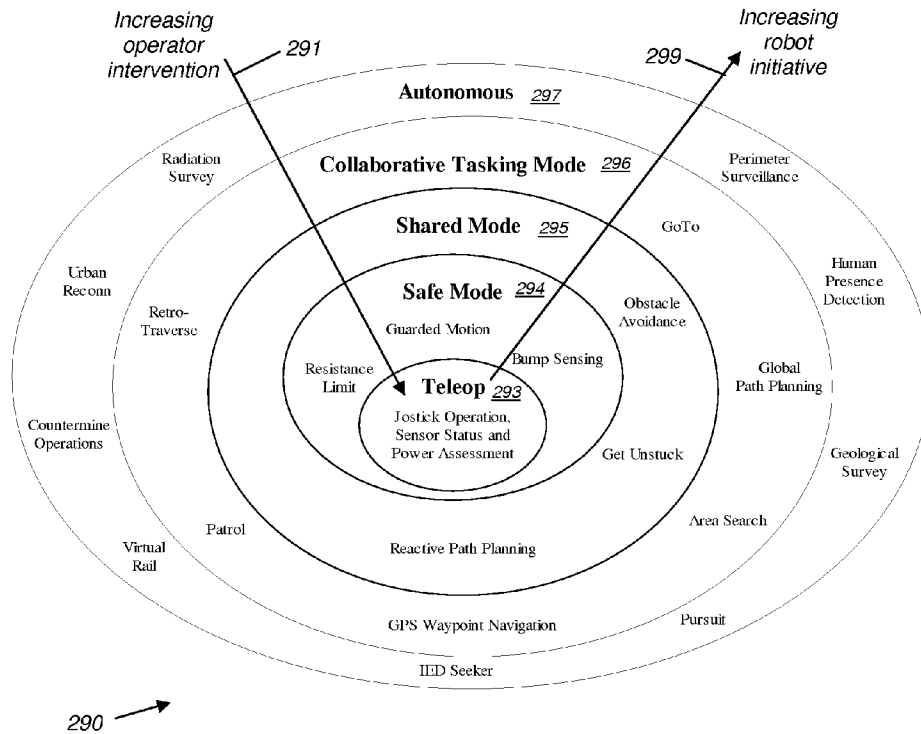 Increasing
operator
intervention
291
299
Increasing
robot
initiative
Autonomous 297
Radiation
Survey
Collaborative Tasking Mode 296
Perimeter
Surveillance
Shared Mode 295
GoTo
Urban
Reconn
Human
Presence
Detection
Safe Mode 294
Retro-
Traverse
Obstacle
Avoidance
Guarded Motion
Resistance
Limit
Bump Sensing
Global
Path Planning
Teleop 293
Jostick Operation,
Sensor Status and
Power Assessment
Countermine
Operations
Get Unstuck
Geological
Survey
Patrol
Area Search
Virtual
Rail
Reactive Path Planning
GPS Waypoint Navigation
Pursuit
IED Seeker
290